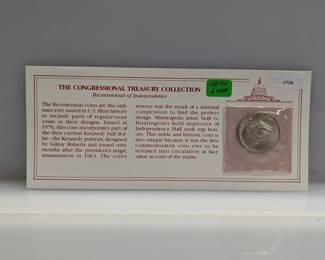 THE CONGRESSIONAL TREASURY COLLECTION
Bicentennial of Independence
The Bicentennial coins are the only
ones ever issued in U.S. Mint history
to include parts of regular-issue
coins in their designs. Issued in
1976, this coin incorporates part of
the then current Kennedy half dol-
lar—the Kennedy portrait, designed
by Gilroy Roberts and issued only
months after the president's tragic
assassination in 1963. The coin's
reverse was the result of a national
competition to find the perfect
design. Minneapolis artist, Seth G.
Huntington's bold depiction of
Independence Hall took top hon-
ors. This noble and historic coin is
also unique because it was the first
commemorative coin ever to be
released into circulation at face
value as coin of the realm.